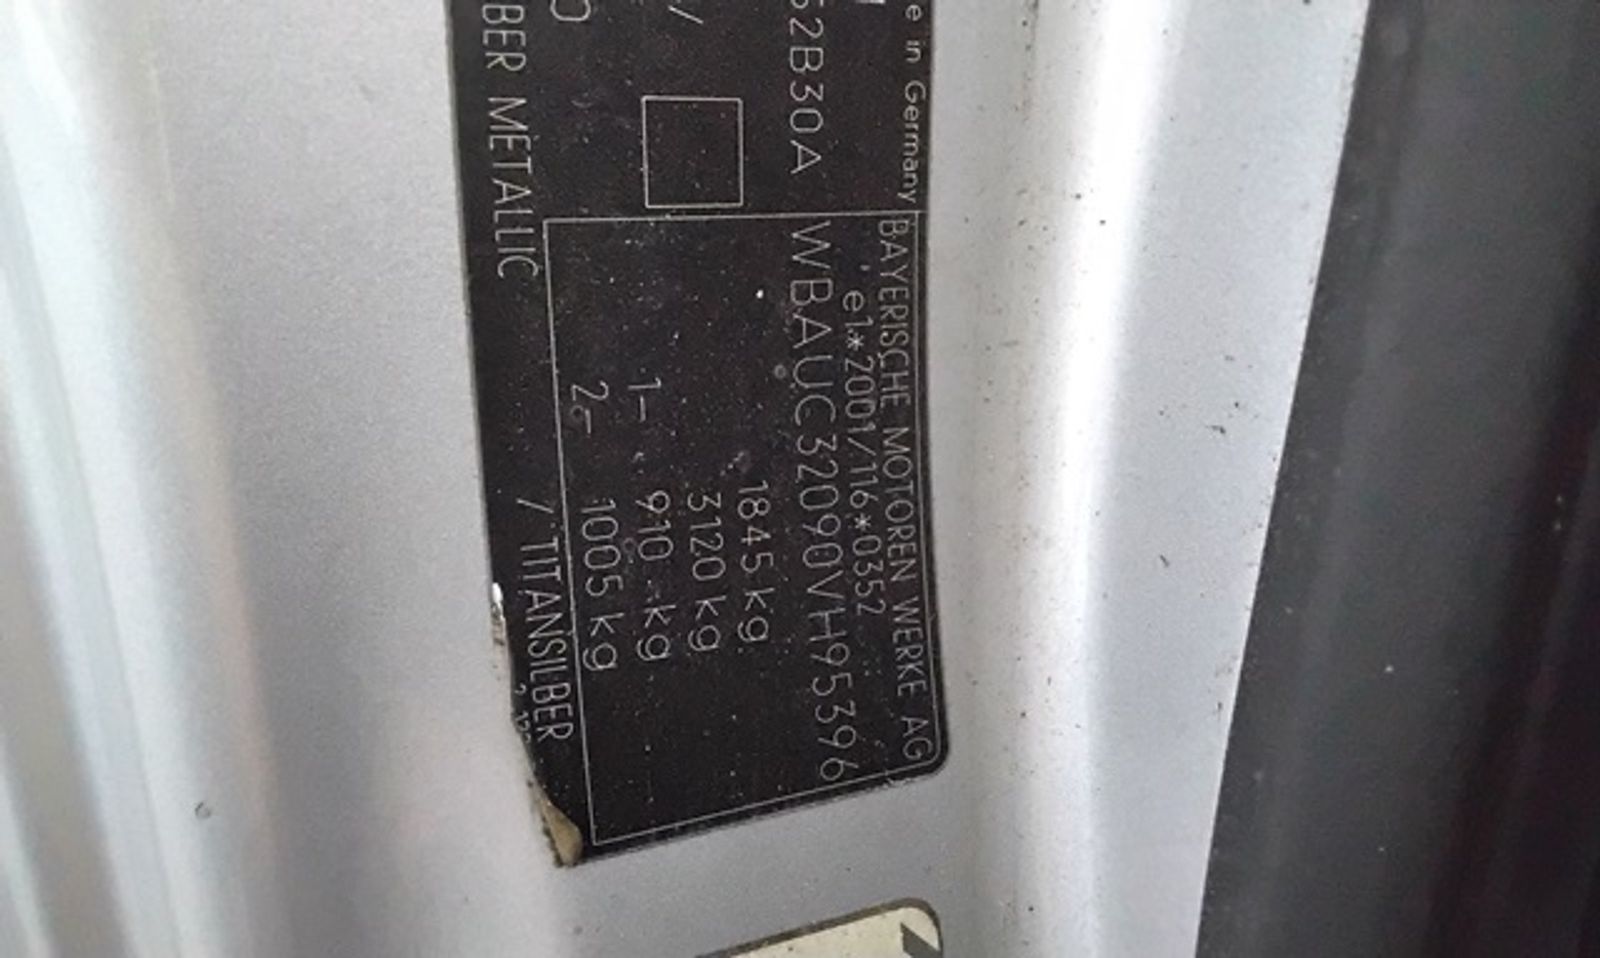 e in Germany
BAYERISCHE MOTOREN WERKE AG
e1*2001/116*0352
52B30A
WBAUC32090VH95396
1845 kg
3120 kg
1- 910 kg
2- 1005 kg
/
BER METALLIC / TITANSILBER